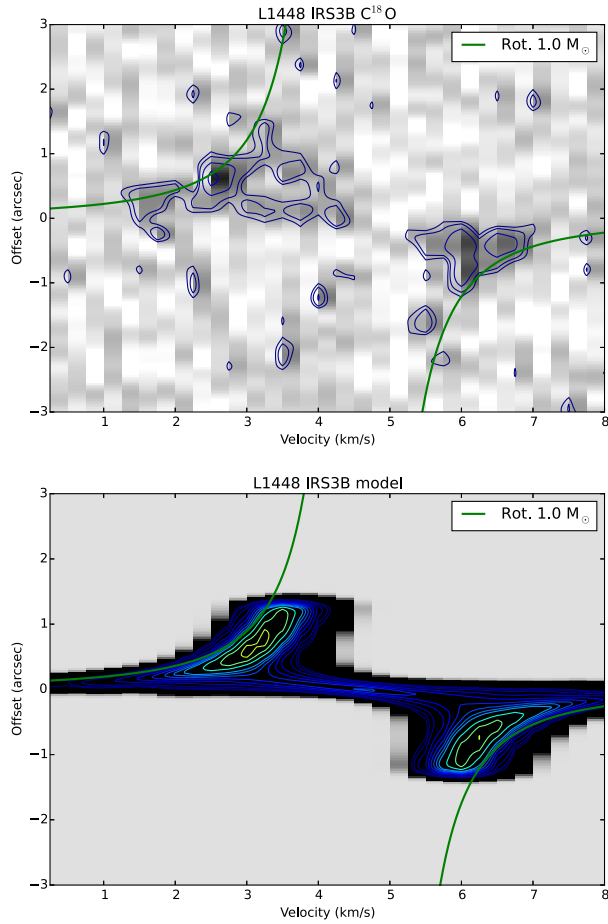 L1448 IRS3B C¹⁸O
Rot. 1.0 M☉
3
2
1
0
−1
−2
−3
Offset (arcsec)
1 2 3 4 5 6 7 8
Velocity (km/s)
L1448 IRS3B model
Rot. 1.0 M☉
3
2
1
0
−1
−2
−3
Offset (arcsec)
1 2 3 4 5 6 7 8
Velocity (km/s)